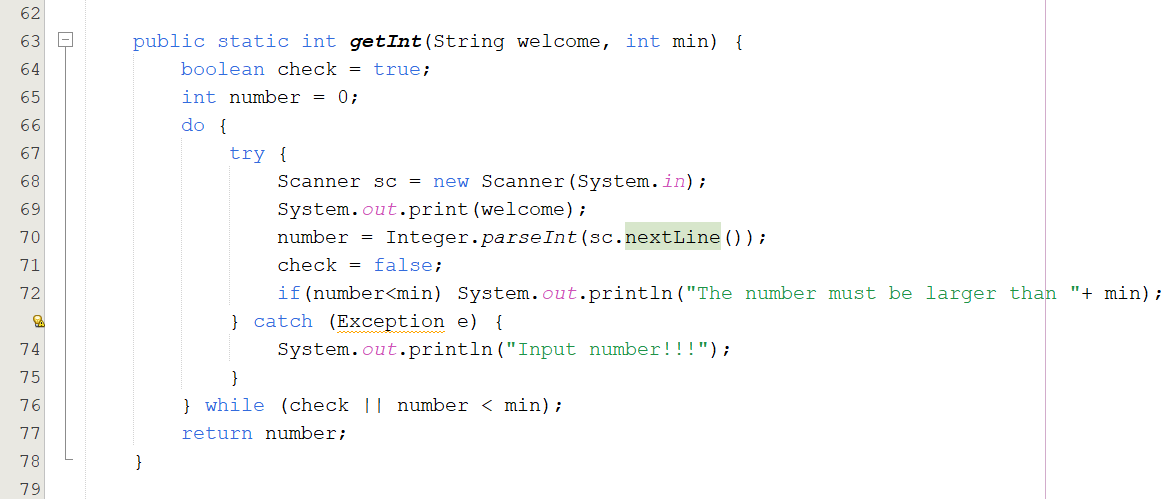 62
63 public static int getInt(String welcome, int min) {
64 boolean check = true;
65 int number = 0;
66 do {
67 try {
68 Scanner sc = new Scanner(System.in);
69 System.out.print(welcome);
70 number = Integer.parseInt(sc.nextLine());
71 check = false;
72 if(number<min) System.out.println("The number must be larger than "+ min);
} catch (Exception e) {
74 System.out.println("Input number!!!");
75 }
76 } while (check || number < min);
77 return number;
78 }
79